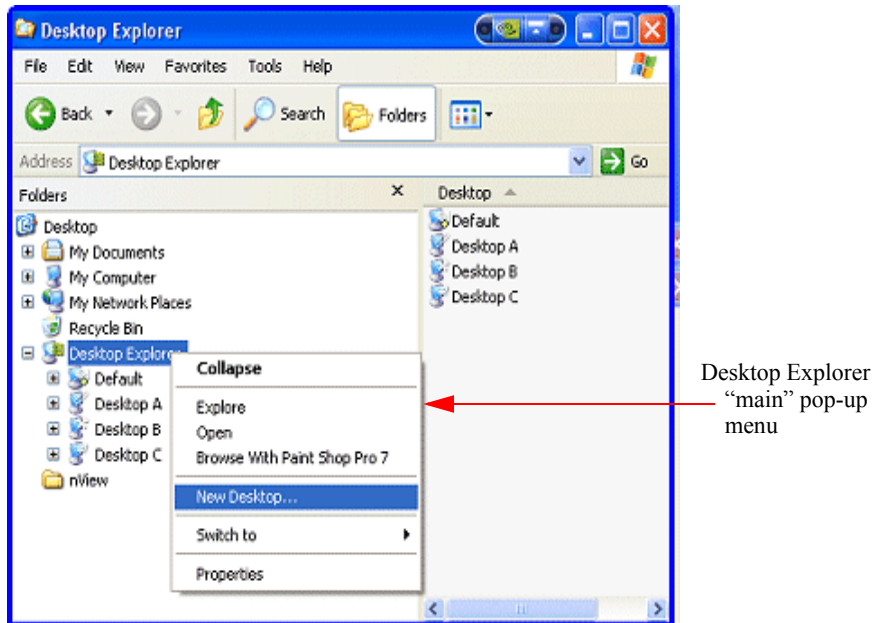 Desktop Explorer
File Edit View Favorites Tools Help
Back Search Folders
Address Desktop Explorer Go
Folders x Desktop
Desktop
My Documents
My Computer
My Network Places
Recycle Bin
Desktop Explorer
Default
Desktop A
Desktop B
Desktop C
nView
Collapse
Explore
Open
Browse With Paint Shop Pro 7
New Desktop...
Switch to
Properties
Default
Desktop A
Desktop B
Desktop C
Desktop Explorer
“main” pop-up
menu